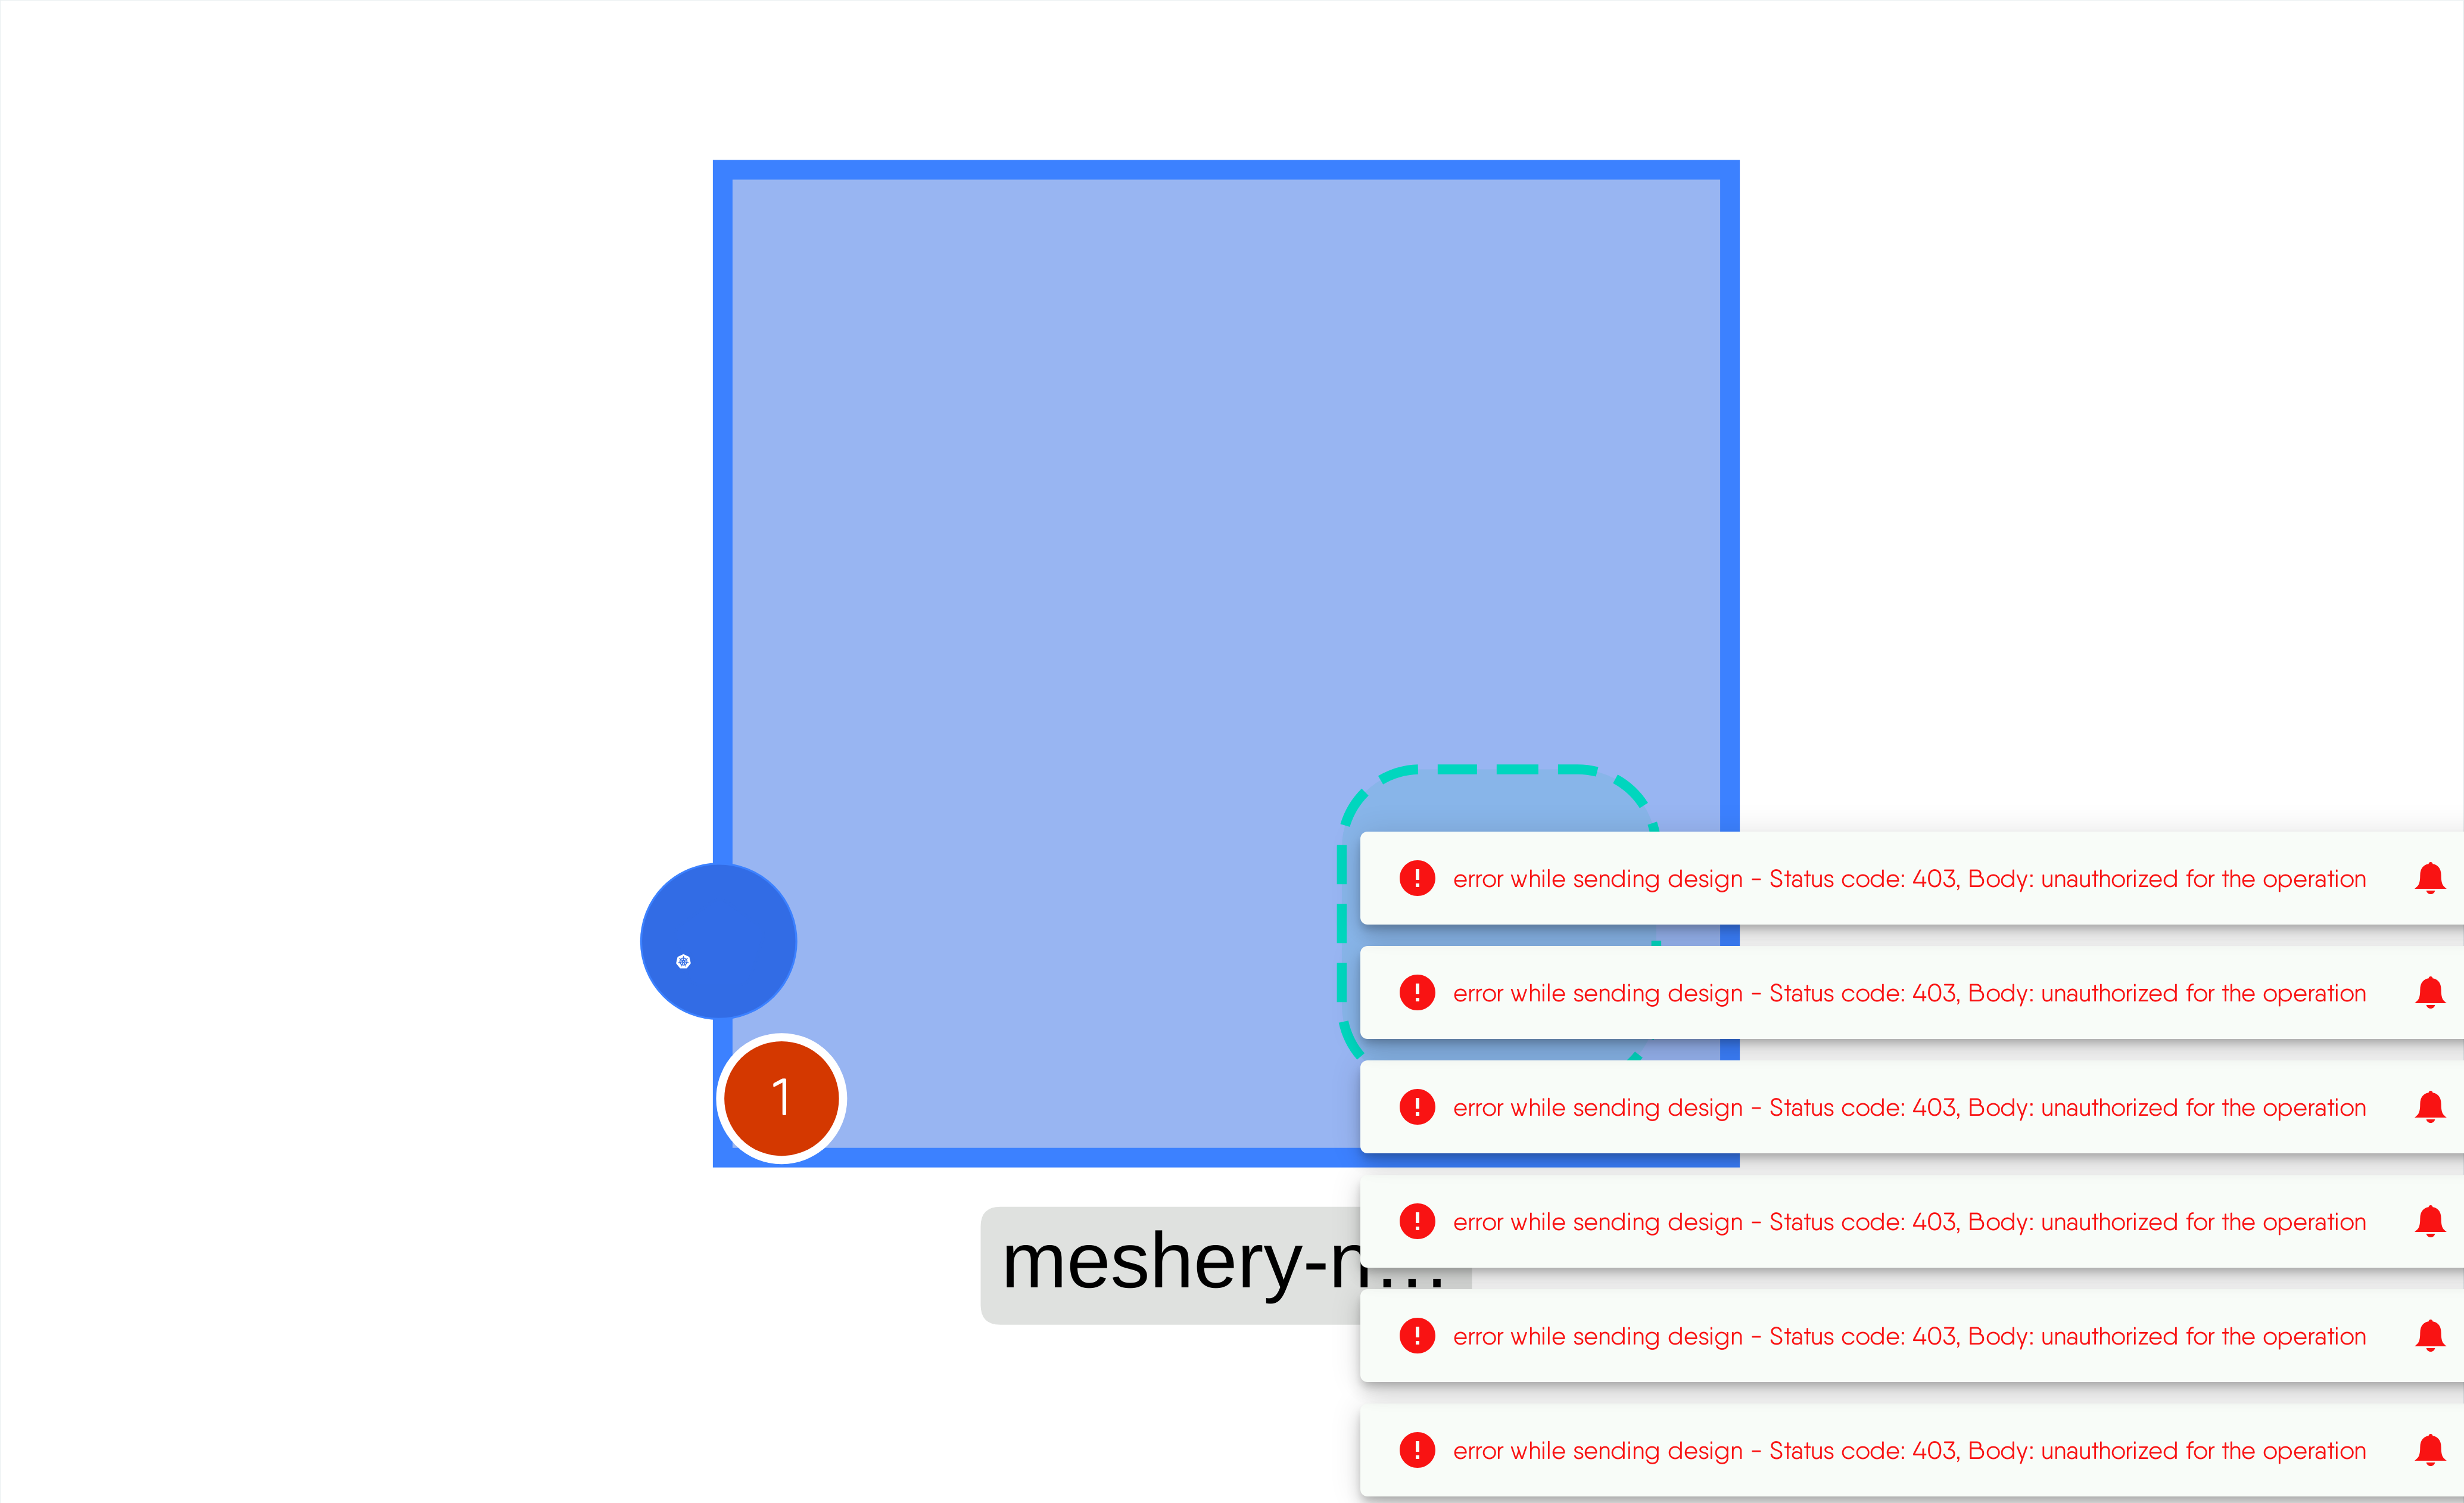 error while sending design - Status code: 403, Body: unauthorized for the operation
error while sending design - Status code: 403, Body: unauthorized for the operation
1
error while sending design - Status code: 403, Body: unauthorized for the operation
error while sending design - Status code: 403, Body: unauthorized for the operation
meshery-n...
error while sending design - Status code: 403, Body: unauthorized for the operation
error while sending design - Status code: 403, Body: unauthorized for the operation